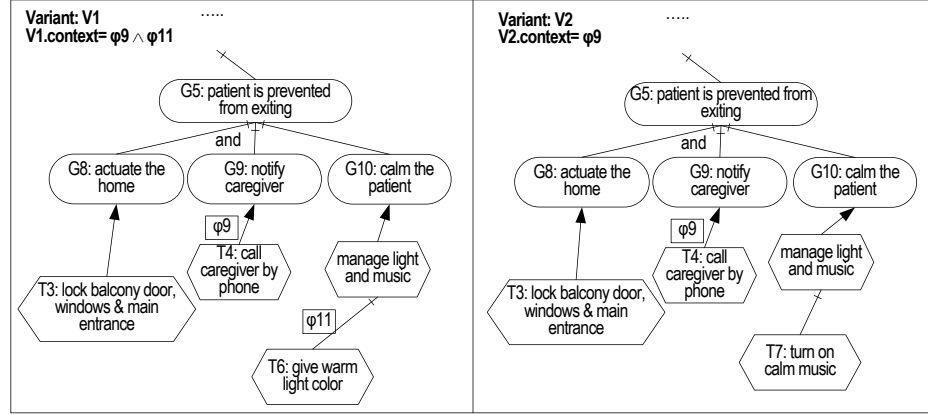 Variant: V1
V1.context= φ9 ∧ φ11
.....
G5: patient is prevented
from exiting
and
G8: actuate the
home
G9: notify
caregiver
G10: calm the
patient
φ9
T4: call
caregiver by
phone
manage light
and music
T3: lock balcony door,
windows & main
entrance
φ11
T6: give warm
light color
Variant: V2
V2.context= φ9
.....
G5: patient is prevented from
exiting
and
G8: actuate the
home
G9: notify
caregiver
G10: calm the
patient
φ9
T4: call
caregiver by
phone
manage light
and music
T3: lock balcony door,
windows & main
entrance
T7: turn on
calm music